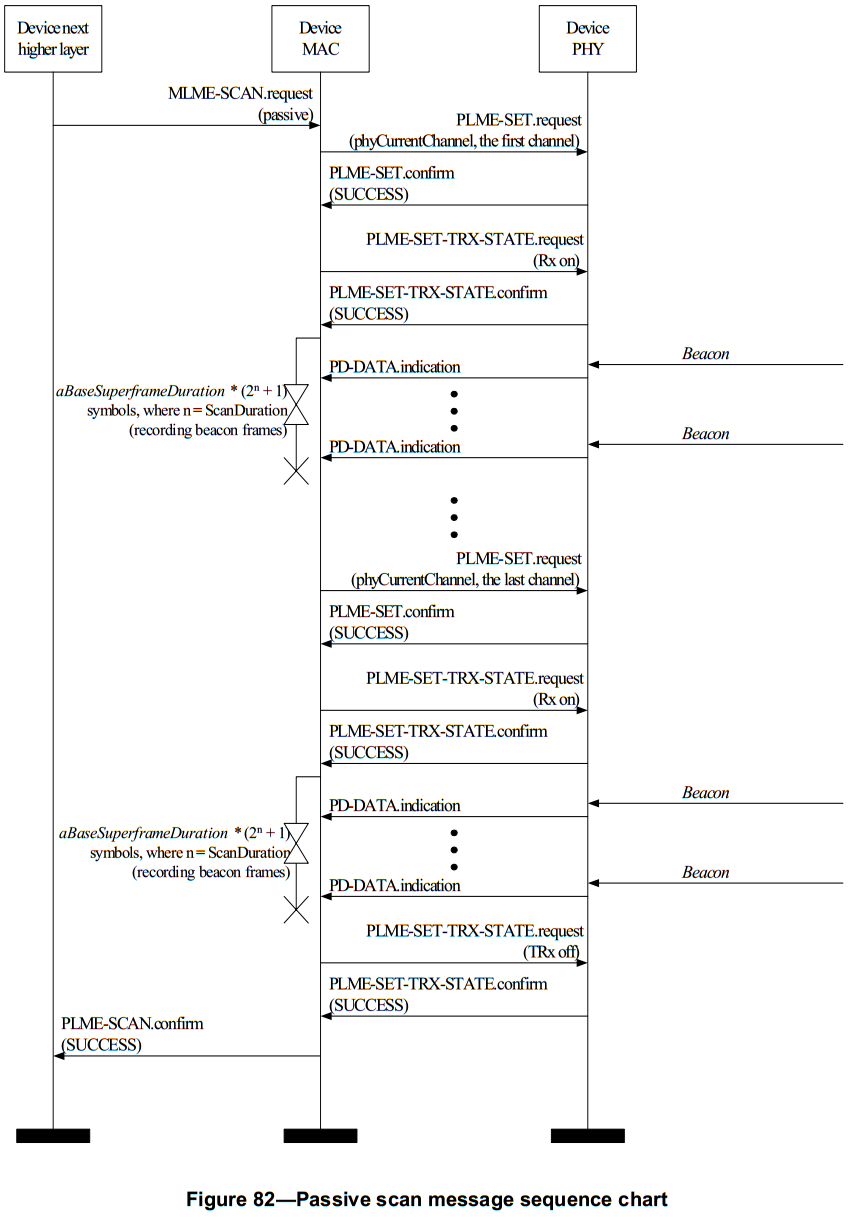 Device next
higher layer
Device
MAC
Device
PHY
MLME-SCAN.request
(passive)
PLME-SET.request
(phyCurrentChannel, the first channel)
PLME-SET.confirm
(SUCCESS)
PLME-SET-TRX-STATE.request
(Rx on)
PLME-SET-TRX-STATE.confirm
(SUCCESS)
Beacon
PD-DATA.indication
aBaseSuperframeDuration * (2ⁿ + 1)
symbols, where n = ScanDuration
(recording beacon frames)
Beacon
PD-DATA.indication
PLME-SET.request
(phyCurrentChannel, the last channel)
PLME-SET.confirm
(SUCCESS)
PLME-SET-TRX-STATE.request
(Rx on)
PLME-SET-TRX-STATE.confirm
(SUCCESS)
Beacon
PD-DATA.indication
aBaseSuperframeDuration * (2ⁿ + 1)
symbols, where n = ScanDuration
(recording beacon frames)
Beacon
PD-DATA.indication
PLME-SET-TRX-STATE.request
(TRx off)
PLME-SET-TRX-STATE.confirm
(SUCCESS)
PLME-SCAN.confirm
(SUCCESS)
Figure 82—Passive scan message sequence chart